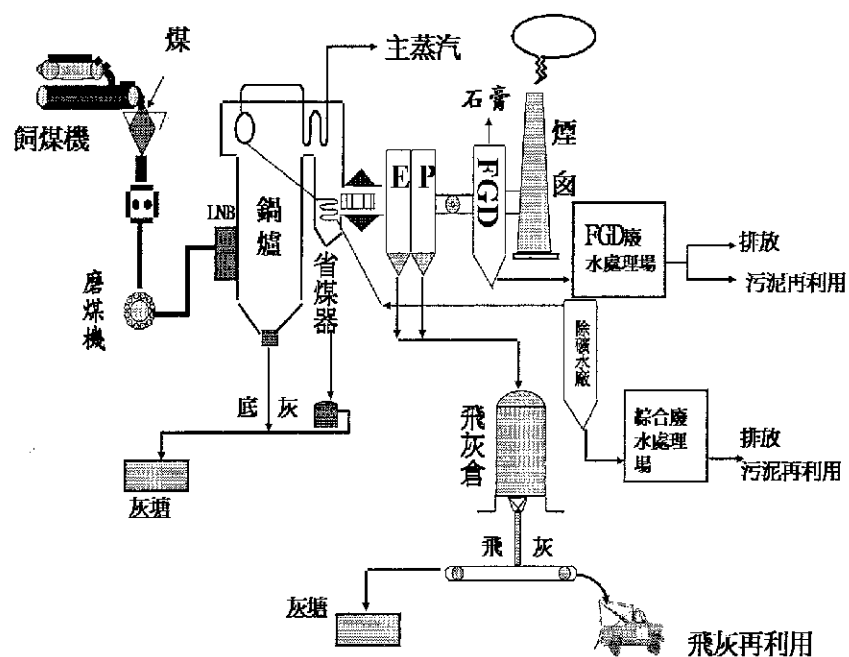 煤
主蒸汽
飼煤機
石膏
煙囪
E P
FGD
LNB
鍋爐
FGD廢
水處理場
排放
污泥再利用
磨煤機
省煤器
除礦水廠
底灰
飛灰倉
綜合廢
水處理
場
排放
污泥再利用
灰塘
飛灰
灰塘
飛灰再利用